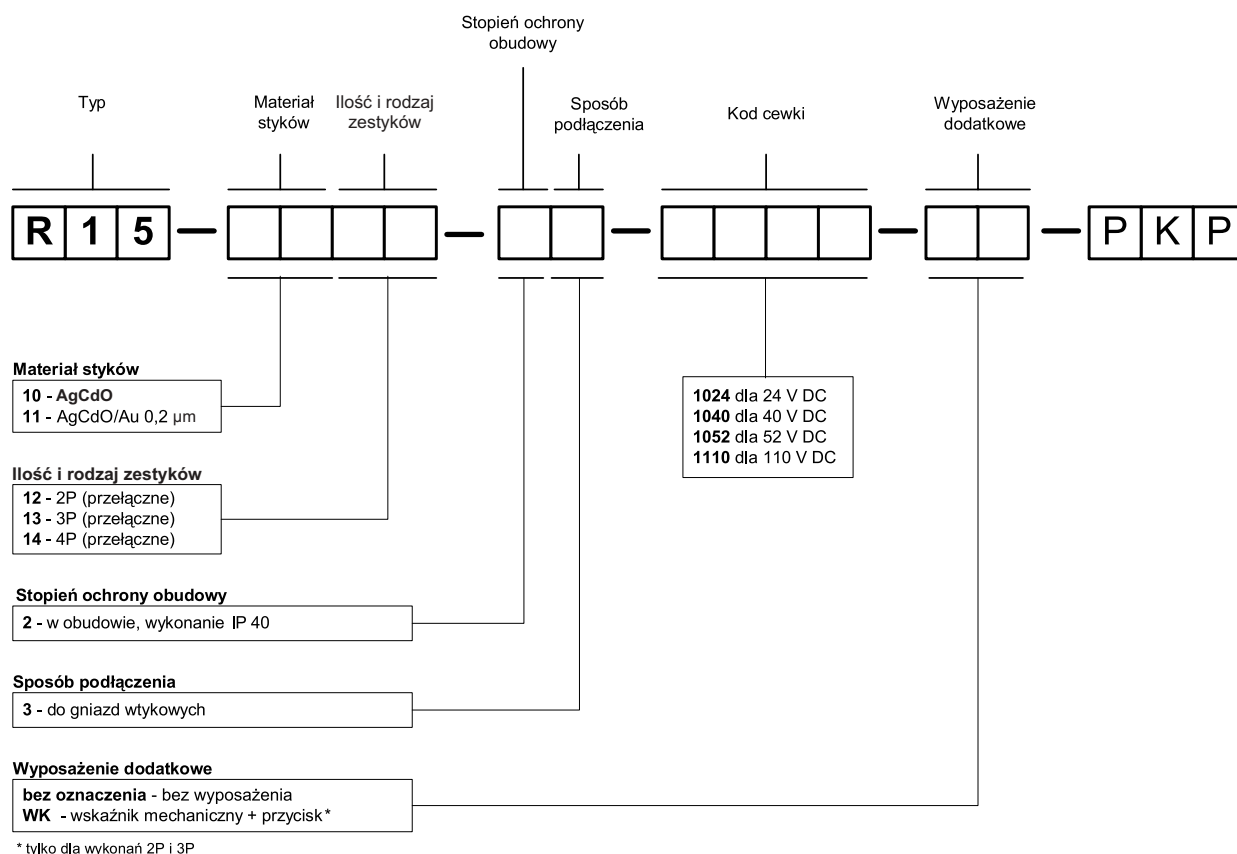 Stopień ochrony
obudowy
Typ
Materiał
styków
Ilość i rodzaj
zestyków
Sposób
podłączenia
Kod cewki
Wyposażenie
dodatkowe
R 1 5 — — — — — P K P
Materiał styków
10 - AgCdO
11 - AgCdO/Au 0,2 µm
1024 dla 24 V DC
1040 dla 40 V DC
1052 dla 52 V DC
1110 dla 110 V DC
Ilość i rodzaj zestyków
12 - 2P (przełączne)
13 - 3P (przełączne)
14 - 4P (przełączne)
Stopień ochrony obudowy
2 - w obudowie, wykonanie IP 40
Sposób podłączenia
3 - do gniazd wtykowych
Wyposażenie dodatkowe
bez oznaczenia - bez wyposażenia
WK - wskaźnik mechaniczny + przycisk*
* tylko dla wykonań 2P i 3P